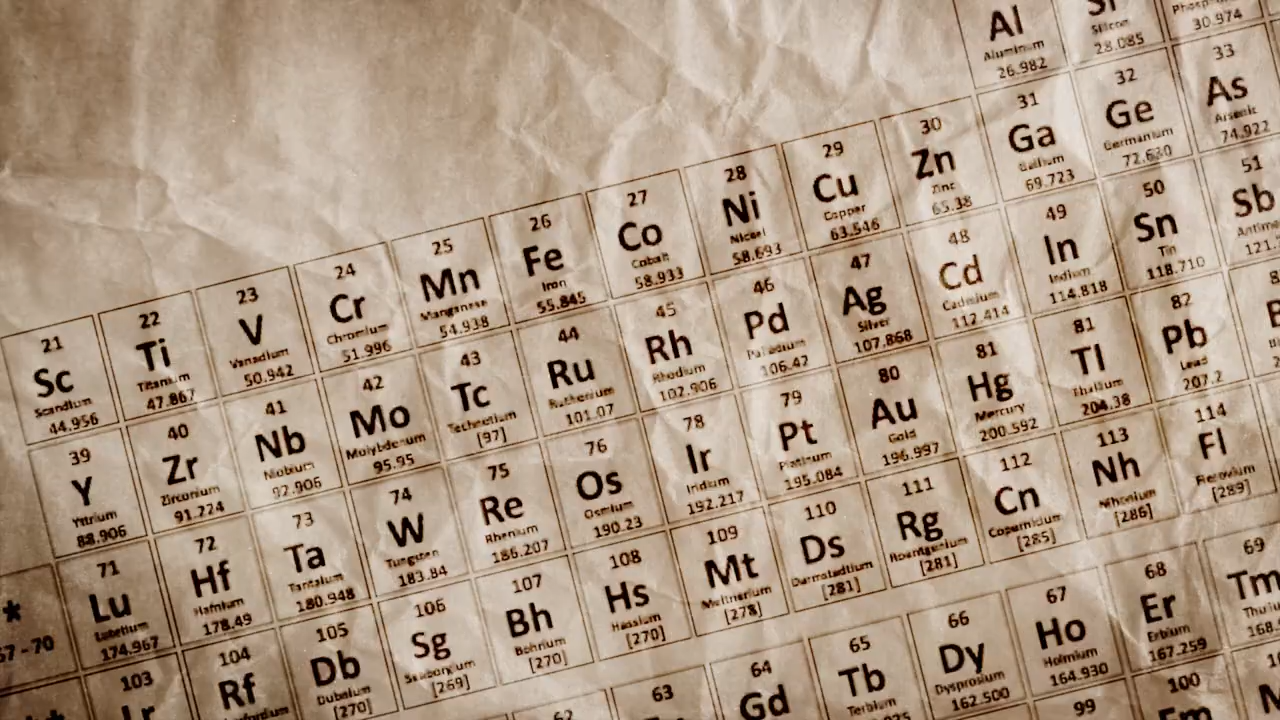 Al
Aluminum
26.982
Si
Silicon
28.085
30.974
21
Sc
Scandium
44.956
22
Ti
Titanium
47.867
23
V
Vanadium
50.942
24
Cr
Chromium
51.996
25
Mn
Manganese
54.938
26
Fe
Iron
55.845
27
Co
Cobalt
58.933
28
Ni
Nickel
58.693
29
Cu
Copper
63.546
30
Zn
Zinc
65.38
31
Ga
Gallium
69.723
32
Ge
Germanium
72.630
33
As
Arsenic
74.922
39
Y
Yttrium
88.906
40
Zr
Zirconium
91.224
41
Nb
Niobium
92.906
42
Mo
Molybdenum
95.95
43
Tc
Technetium
[97]
44
Ru
Ruthenium
101.07
45
Rh
Rhodium
102.906
46
Pd
Palladium
106.42
47
Ag
Silver
107.868
48
Cd
Cadmium
112.414
49
In
Indium
114.818
50
Sn
Tin
118.710
51
Sb
*
57-70
71
Lu
Lutetium
174.967
72
Hf
Hafnium
178.49
73
Ta
Tantalum
180.948
74
W
Tungsten
183.84
75
Re
Rhenium
186.207
76
Os
Osmium
190.23
78
Ir
Iridium
192.217
79
Pt
Platinum
195.084
80
Au
Gold
196.997
81
Hg
Mercury
200.592
81
Tl
Thallium
204.38
82
Pb
Lead
207.2
103
Lr
104
Rf
105
Db
Dubnium
[270]
106
Sg
Seaborgium
[269]
107
Bh
Bohrium
[270]
108
Hs
Hassium
[270]
109
Mt
Meitnerium
[278]
110
Ds
Darmstadtium
[281]
111
Rg
Roentgenium
[281]
112
Cn
Copernicium
[285]
113
Nh
Nihonium
[286]
114
Fl
Flerovium
[289]
62
63
64
Gd
65
Tb
Terbium
66
Dy
Dysprosium
162.500
67
Ho
Holmium
164.930
68
Er
Erbium
167.259
69
Tm
99
100
Fm